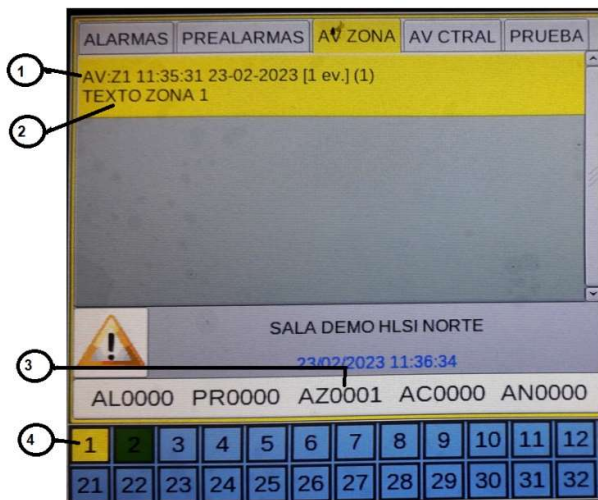 ALARMAS PREALARMAS AV ZONA AV CTRAL PRUEBA
1
AV:Z1 11:35:31 23-02-2023 [1 ev.] (1)
TEXTO ZONA 1
2
SALA DEMO HLSI NORTE
3
23/02/2023 11:36:34
AL0000 PR0000 AZ0001 AC0000 AN0000
4
1 2 3 4 5 6 7 8 9 10 11 12
21 22 23 24 25 26 27 28 29 30 31 32